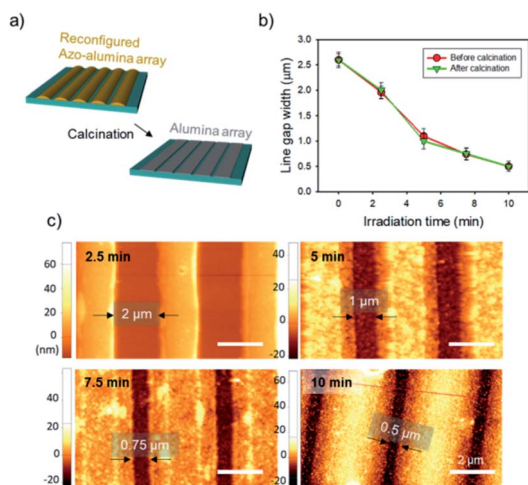 a)
Reconfigured
Azo-alumina array
Calcination
Alumina array
b)
Line gap width (μm)
3.0
2.5
2.0
1.5
1.0
0.5
0.0
Before calcination
After calcination
0 2 4 6 8 10
Irradiation time (min)
c)
60
40
20
0
(nm)
2.5 min
2 μm
60
40
20
0
-20
5 min
1 μm
60
40
20
0
-20
7.5 min
0.75 μm
60
40
20
0
-20
10 min
0.5 μm
2 μm